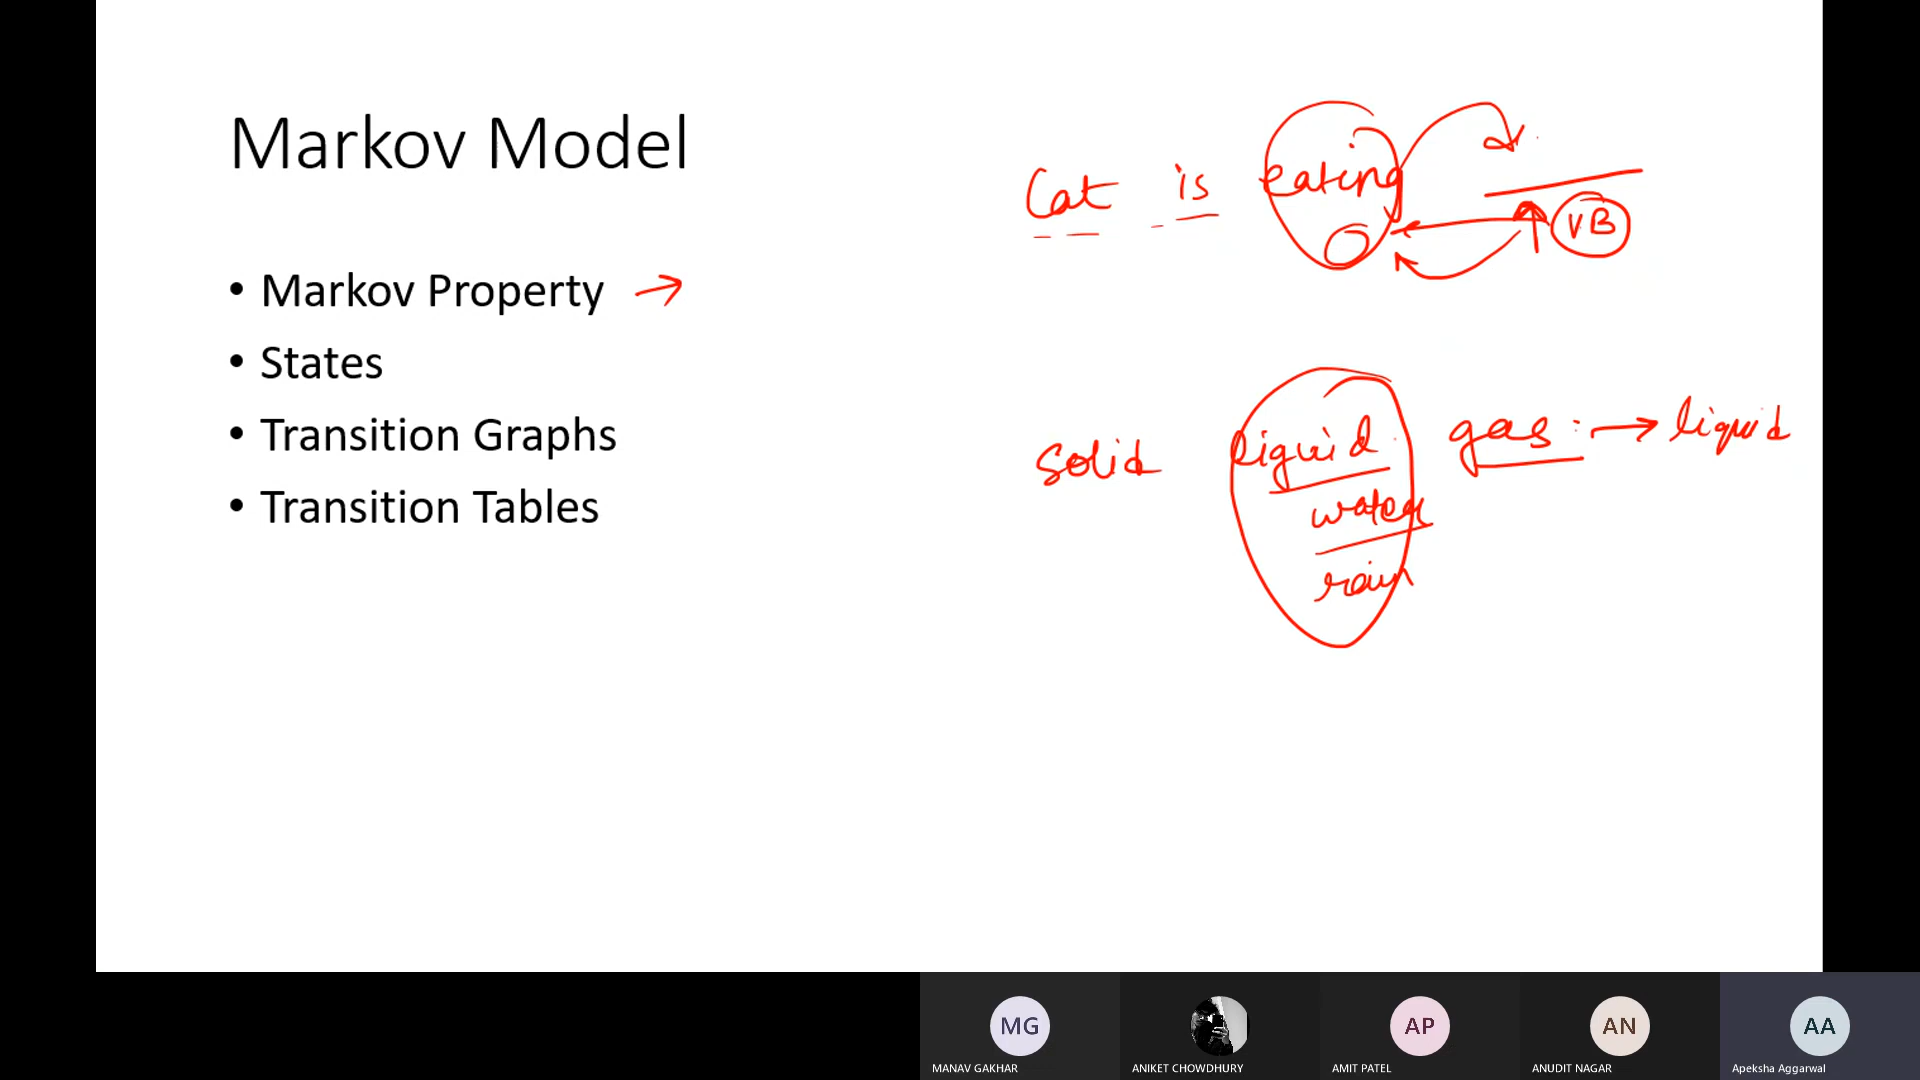 Markov Model
• Markov Property →
• States
• Transition Graphs
• Transition Tables
Cat is eating
VB
solid liquid gas : → liquid
water
rain
MG
AP
AN
AA
MANAV GAKHAR
ANIKET CHOWDHURY
AMIT PATEL
ANUDIT NAGAR
Apeksha Aggarwal